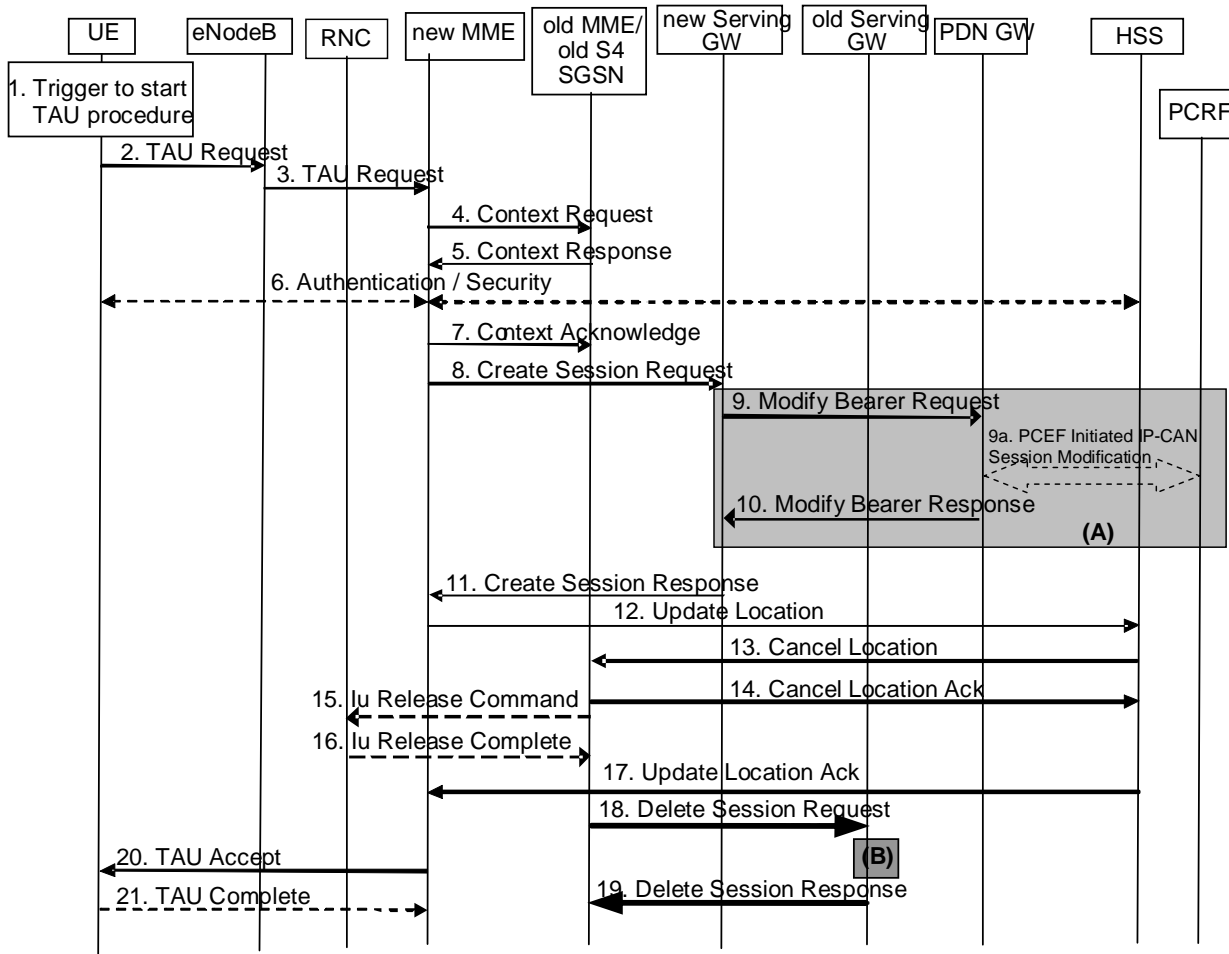 UE
eNodeB
RNC
new MME
old MME/
old S4
SGSN
new Serving
GW
old Serving
GW
PDN GW
HSS
PCRF
1. Trigger to start
TAU procedure
2. TAU Request
3. TAU Request
4. Context Request
5. Context Response
6. Authentication / Security
7. Context Acknowledge
8. Create Session Request
9. Modify Bearer Request
9a. PCEF Initiated IP-CAN
Session Modification
10. Modify Bearer Response
(A)
11. Create Session Response
12. Update Location
13. Cancel Location
14. Cancel Location Ack
15. Iu Release Command
16. Iu Release Complete
17. Update Location Ack
18. Delete Session Request
(B)
20. TAU Accept
19. Delete Session Response
21. TAU Complete